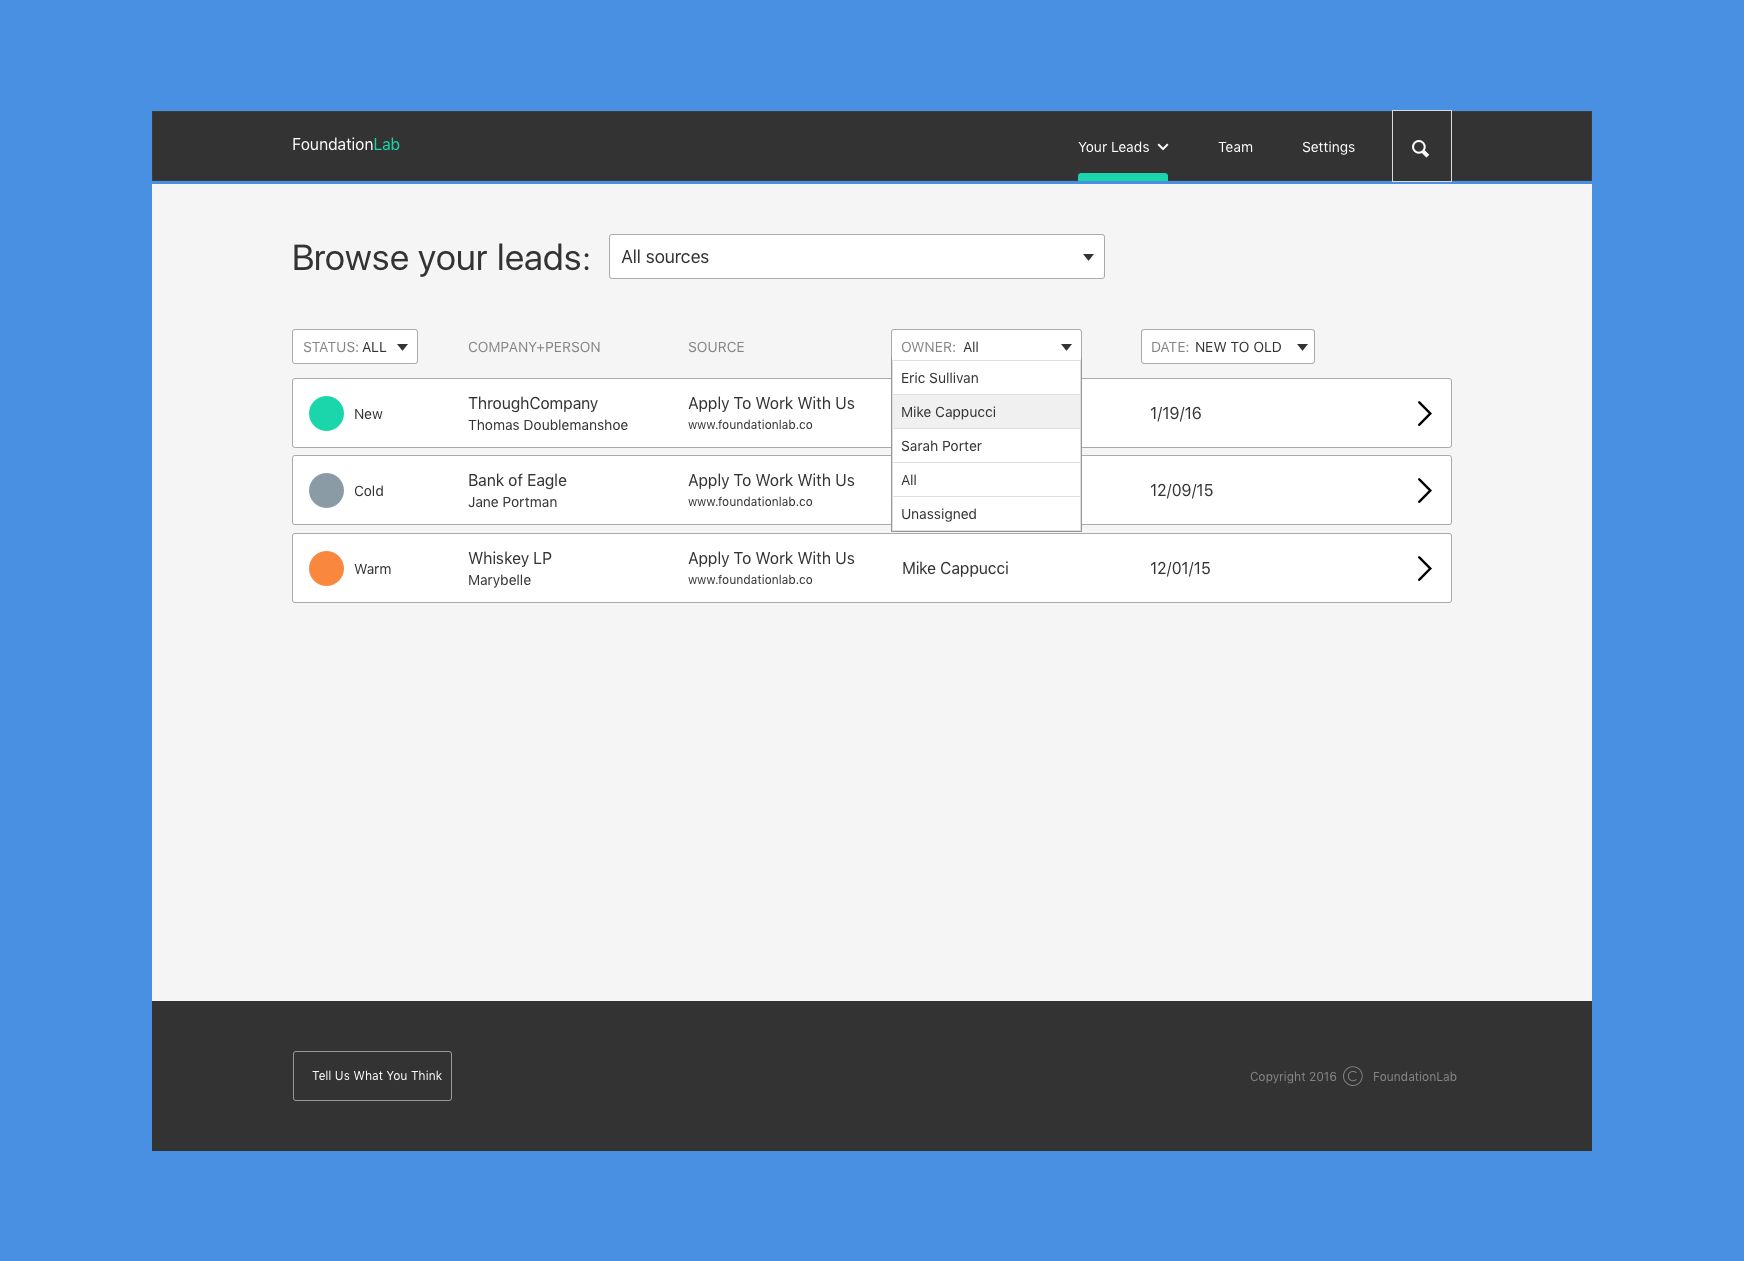 FoundationLab
Your Leads Team Settings
Browse your leads: All sources
STATUS: ALL COMPANY+PERSON SOURCE OWNER: All DATE: NEW TO OLD
Eric Sullivan
Mike Cappucci
Sarah Porter
All
Unassigned
New ThroughCompany Apply To Work With Us 1/19/16
Thomas Doublemanshoe www.foundationlab.co
Cold Bank of Eagle Apply To Work With Us 12/09/15
Jane Portman www.foundationlab.co
Warm Whiskey LP Apply To Work With Us Mike Cappucci 12/01/15
Marybelle www.foundationlab.co
Tell Us What You Think Copyright 2016 © FoundationLab